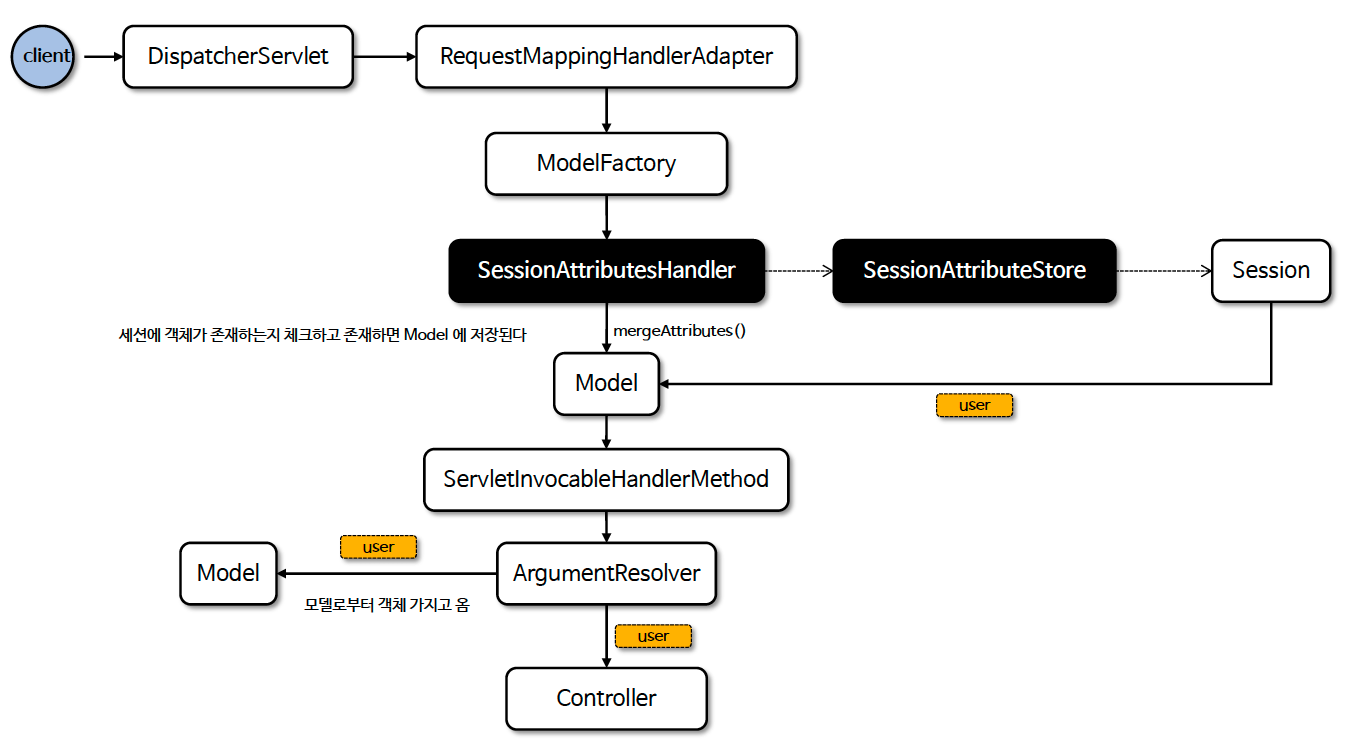 client
DispatcherServlet
RequestMappingHandlerAdapter
ModelFactory
SessionAttributesHandler
SessionAttributeStore
Session
세션에 객체가 존재하는지 체크하고 존재하면 Model 에 저장된다
mergeAttributes()
Model
user
ServletInvocableHandlerMethod
user
Model
ArgumentResolver
모델로부터 객체 가지고 옴
user
Controller